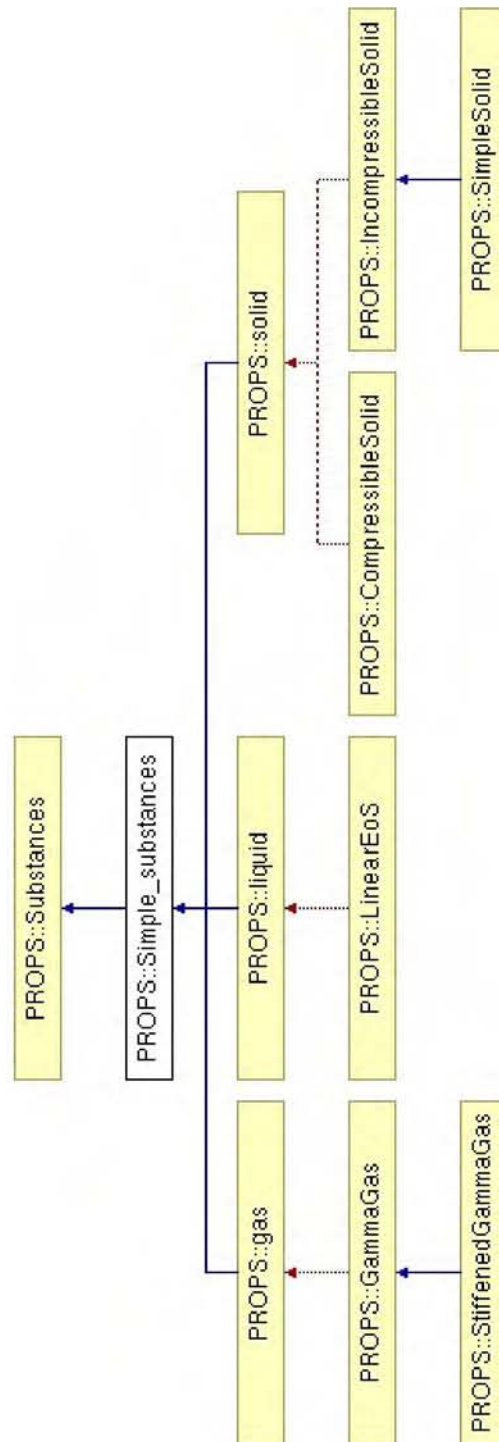 PROPS::Substances
PROPS::Simple_substances
PROPS::gas
PROPS::liquid
PROPS::solid
PROPS::GammaGas
PROPS::LinearEoS
PROPS::CompressibleSolid
PROPS::IncompressibleSolid
PROPS::StiffenedGammaGas
PROPS::SimpleSolid